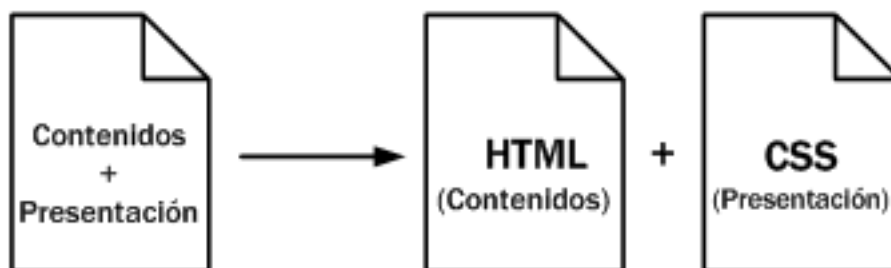 Contenidos
+
Presentación
HTML
(Contenidos)
+
CSS
(Presentación)